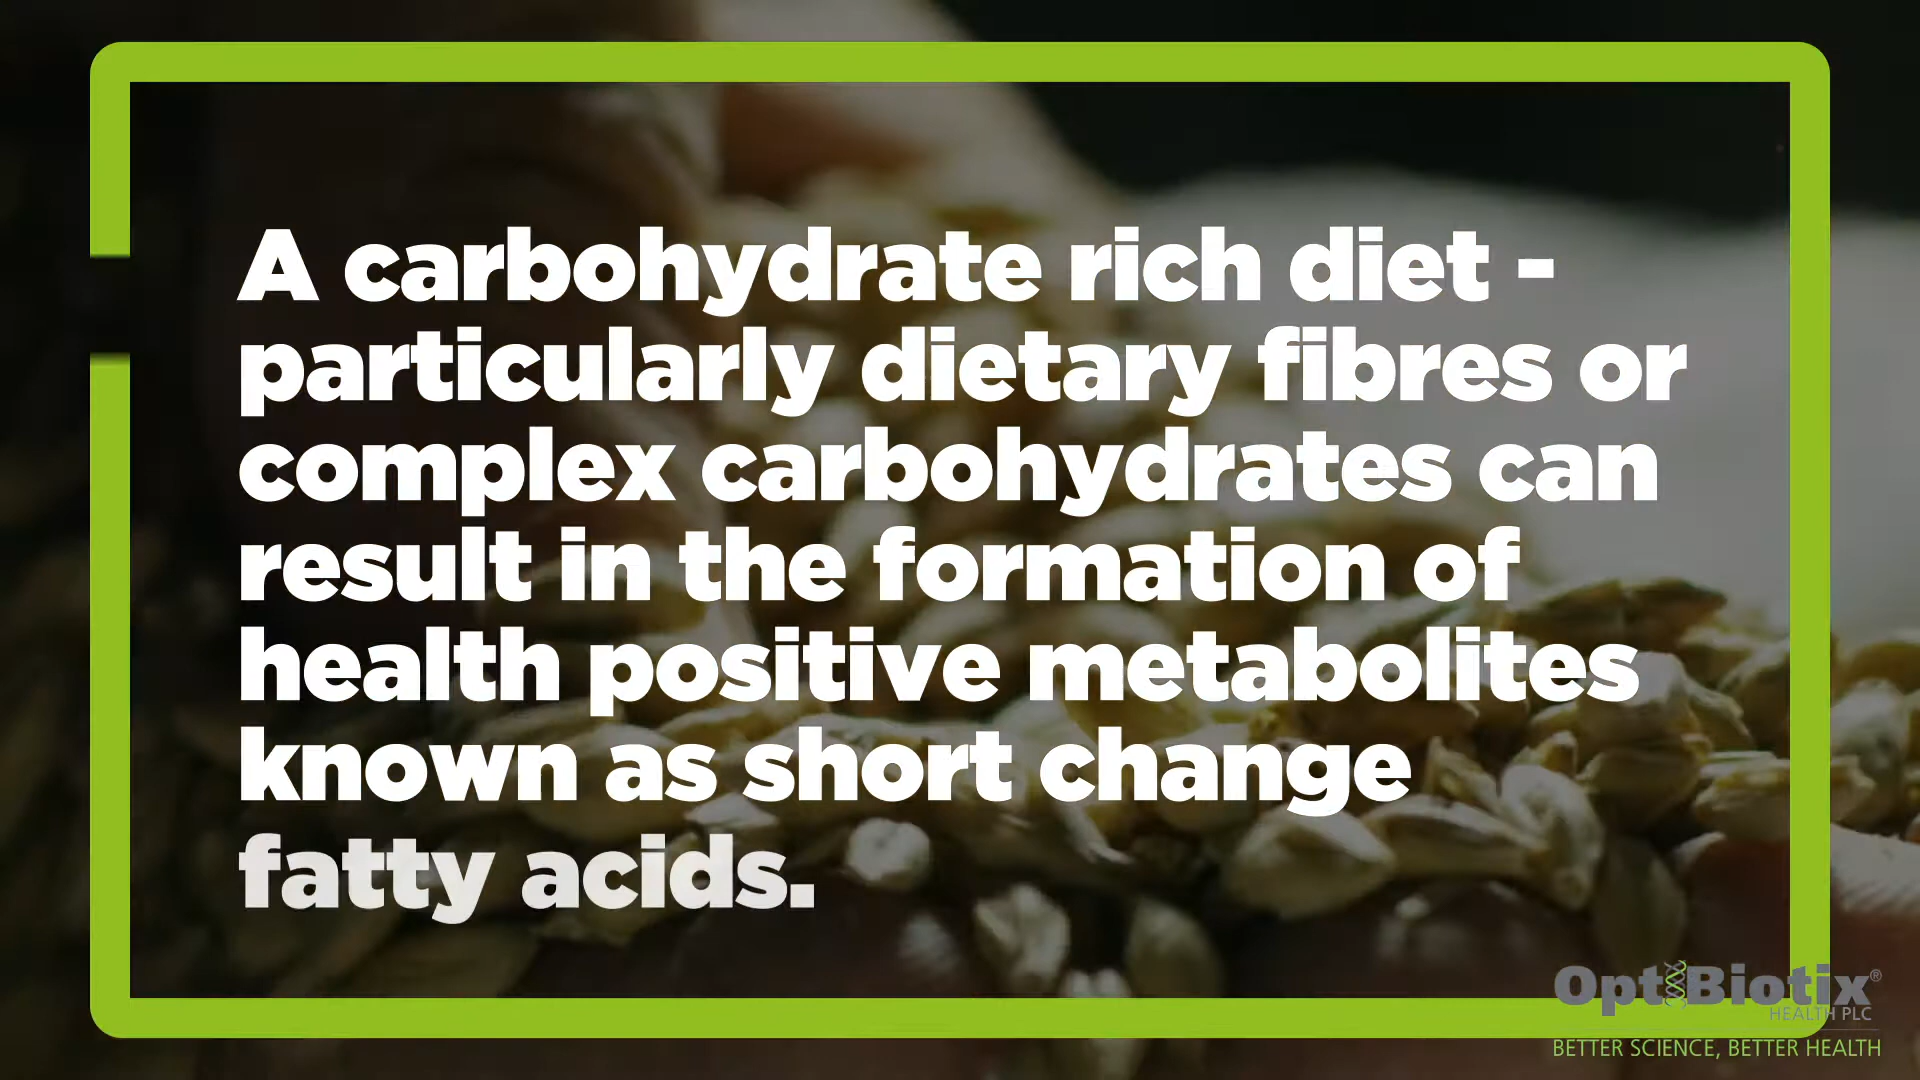 A carbohydrate rich diet -
particularly dietary fibres or
complex carbohydrates can
result in the formation of
health positive metabolites
known as short change
fatty acids.
OptiBiotix®
HEALTH PLC
BETTER SCIENCE, BETTER HEALTH